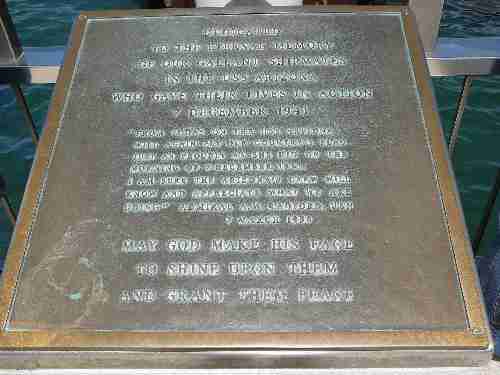 DEDICATED
TO THE ETERNAL MEMORY
OF OUR GALLANT SHIPMATES
IN THE USS ARIZONA
WHO GAVE THEIR LIVES IN ACTION
7 DECEMBER 1941
"FROM TODAY ON THE USS ARIZONA
WILL AGAIN FLY OUR COUNTRY'S FLAG
JUST AS PROUDLY AS SHE DID ON THE
MORNING OF 7 DECEMBER 1941.
I AM SURE THE ARIZONA'S CREW WILL
KNOW AND APPRECIATE WHAT WE ARE
DOING" ADMIRAL A.W. RADFORD, USN
7 MARCH 1950
MAY GOD MAKE HIS FACE
TO SHINE UPON THEM
AND GRANT THEM PEACE